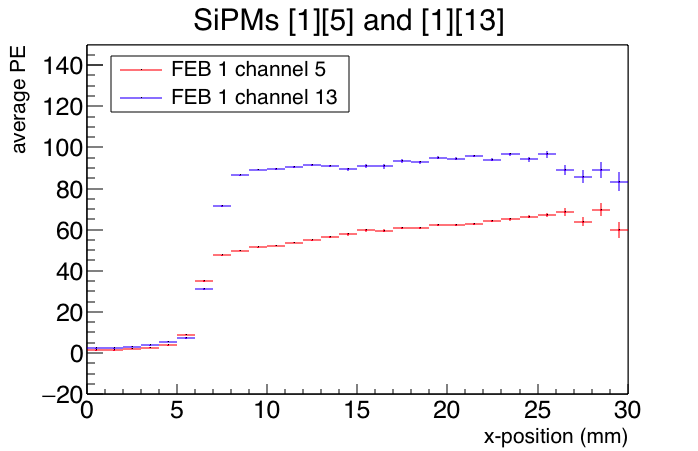 SiPMs [1][5] and [1][13]
average PE
FEB 1 channel 5
FEB 1 channel 13
140
120
100
80
60
40
20
0
−20
0 5 10 15 20 25 30
x-position (mm)